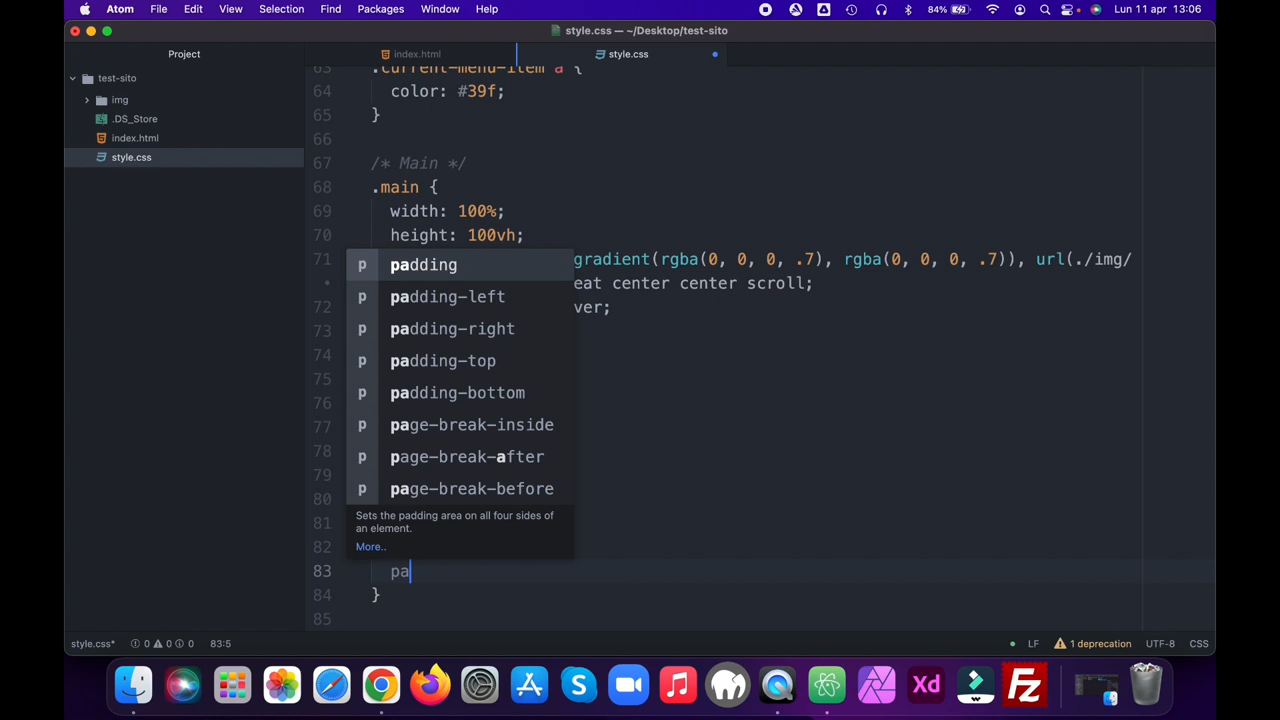 Atom File Edit View Selection Find Packages Window Help 84% Lun 11 apr 13:06
style.css — ~/Desktop/test-sito
Project index.html style.css
test-sito
img
.DS_Store
index.html
style.css
63 .current-menu-item a {
64 color: #39f;
65 }
66
67 /* Main */
68 .main {
69 width: 100%;
70 height: 100vh;
71 gradient(rgba(0, 0, 0, .7), rgba(0, 0, 0, .7)), url(./img/
• eat center center scroll;
72 ver;
73
74
75
76
77
78
79
80
81
82
83 pa
84 }
85
p padding
p padding-left
p padding-right
p padding-top
p padding-bottom
p page-break-inside
p page-break-after
p page-break-before
Sets the padding area on all four sides of
an element.
More..
style.css* 0 0 0 83:5 LF 1 deprecation UTF-8 CSS
Xd Fz